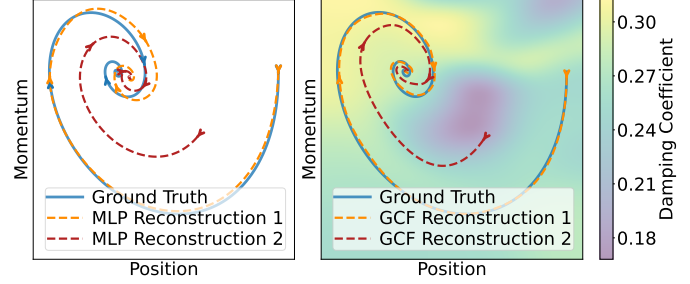 Momentum
Ground Truth
MLP Reconstruction 1
MLP Reconstruction 2
Position
Momentum
Ground Truth
GCF Reconstruction 1
GCF Reconstruction 2
Position
0.30
0.27
0.24
0.21
0.18
Damping Coefficient